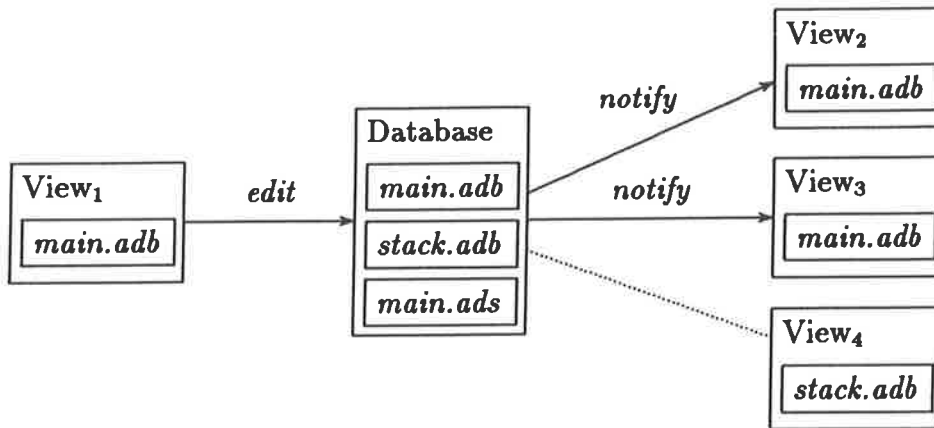 View₁
main.adb
edit
Database
main.adb
stack.adb
main.ads
notify
notify
View₂
main.adb
View₃
main.adb
View₄
stack.adb